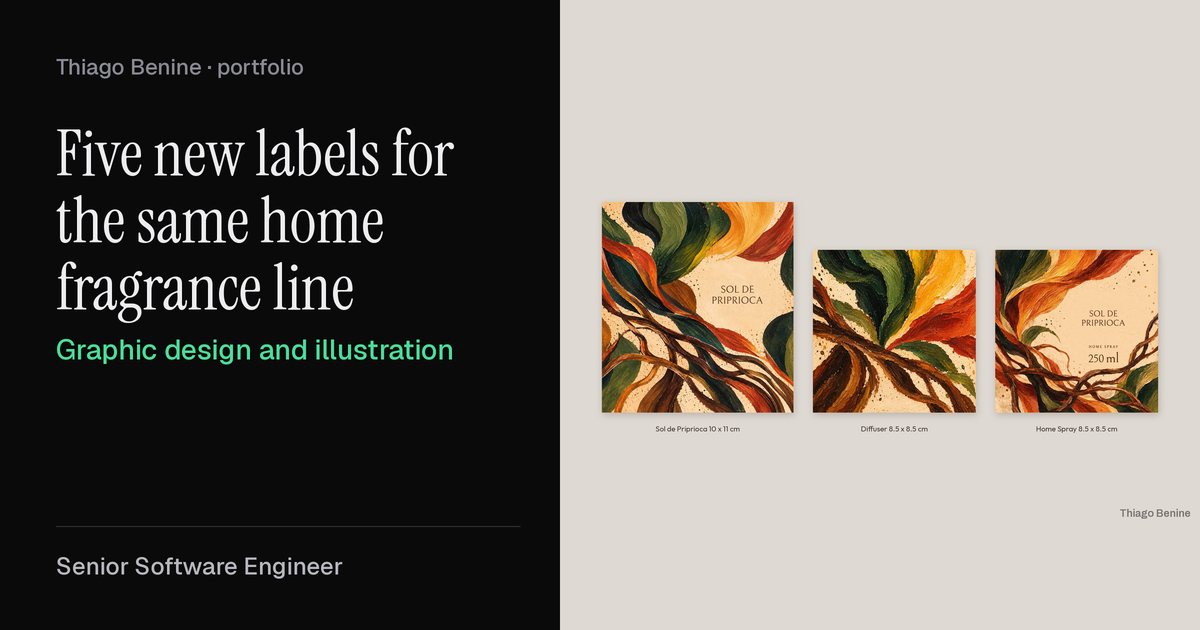 Thiago Benine · portfolio
Five new labels for
the same home
fragrance line
Graphic design and illustration
Senior Software Engineer
SOL DE
PRIPRIOCA
Sol de Priprioca 10 x 11 cm
Diffuser 8.5 x 8.5 cm
SOL DE
PRIPRIOCA
HOME SPRAY
250 ml
Home Spray 8.5 x 8.5 cm
Thiago Benine